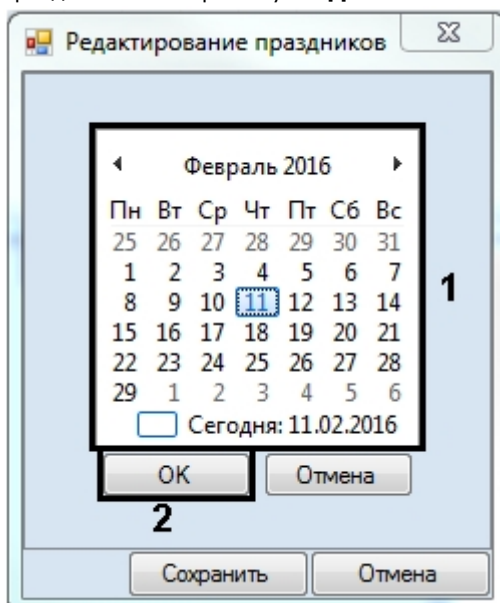 Редактирование праздников
Февраль 2016
Пн Вт Ср Чт Пт Сб Вс
25 26 27 28 29 30 31
1 2 3 4 5 6 7
8 9 10 11 12 13 14
15 16 17 18 19 20 21
22 23 24 25 26 27 28
29 1 2 3 4 5 6
Сегодня: 11.02.2016
1
ОК Отмена
2
Сохранить Отмена